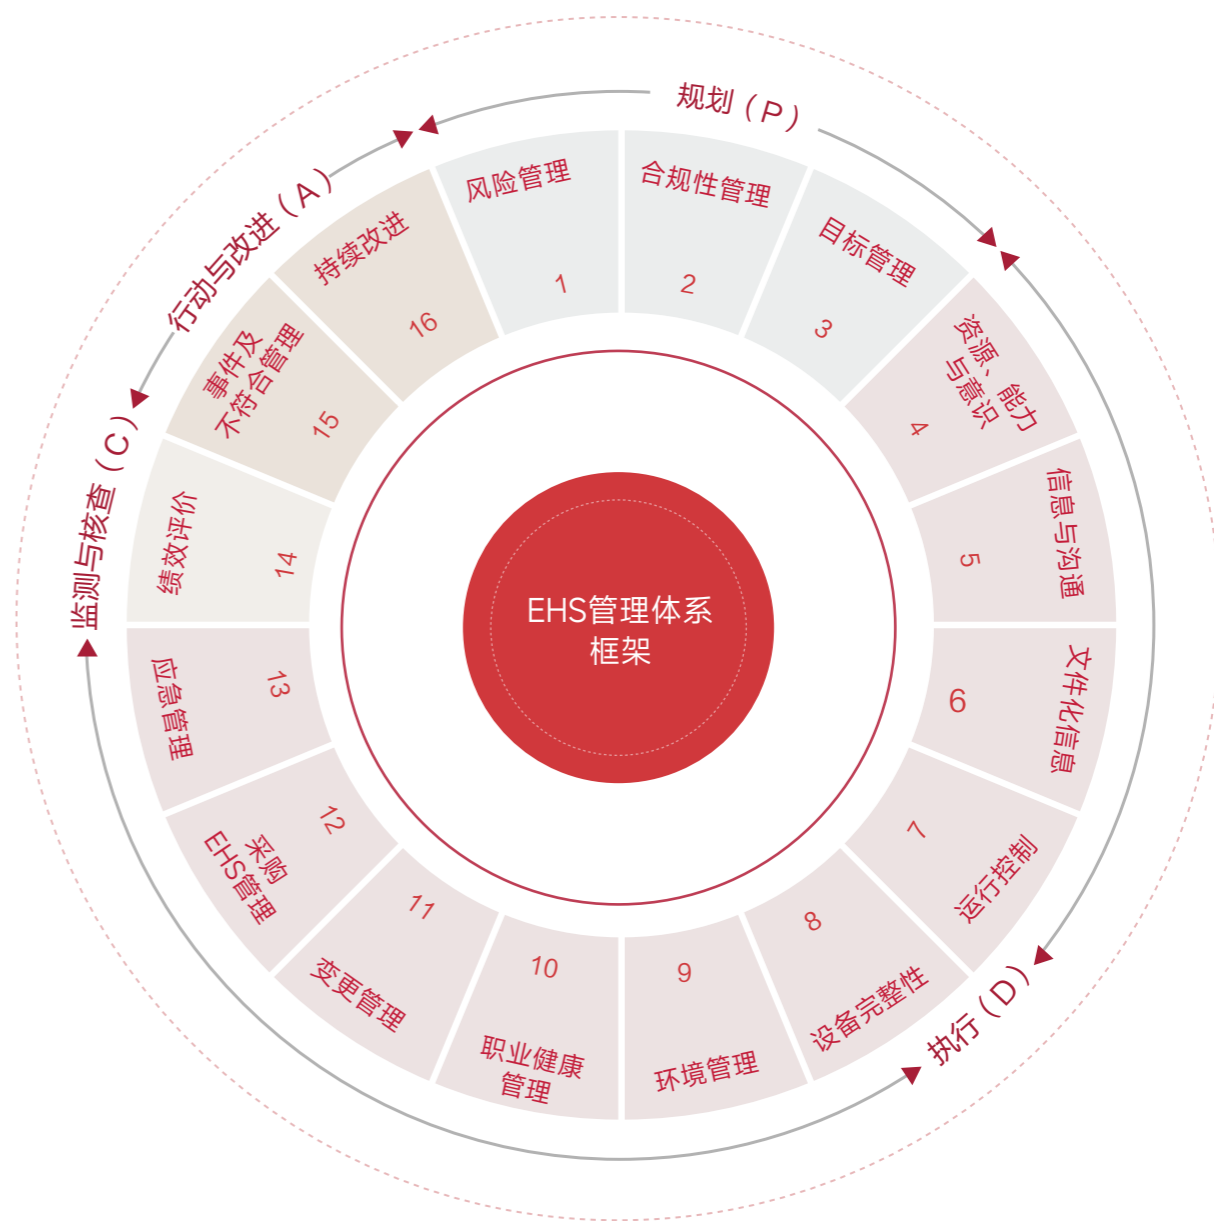 规划（P）
风险管理
1
合规性管理
2
目标管理
3
资源、能力
与意识
4
信息与沟通
5
文件化信息
6
运行控制
7
执行（D）
设备完整性
8
环境管理
9
职业健康
管理
10
变更管理
11
采购
EHS管理
12
应急管理
13
监测与核查（C）
绩效评价
14
行动与改进（A）
事件及
不符合管理
15
持续改进
16
EHS管理体系
框架